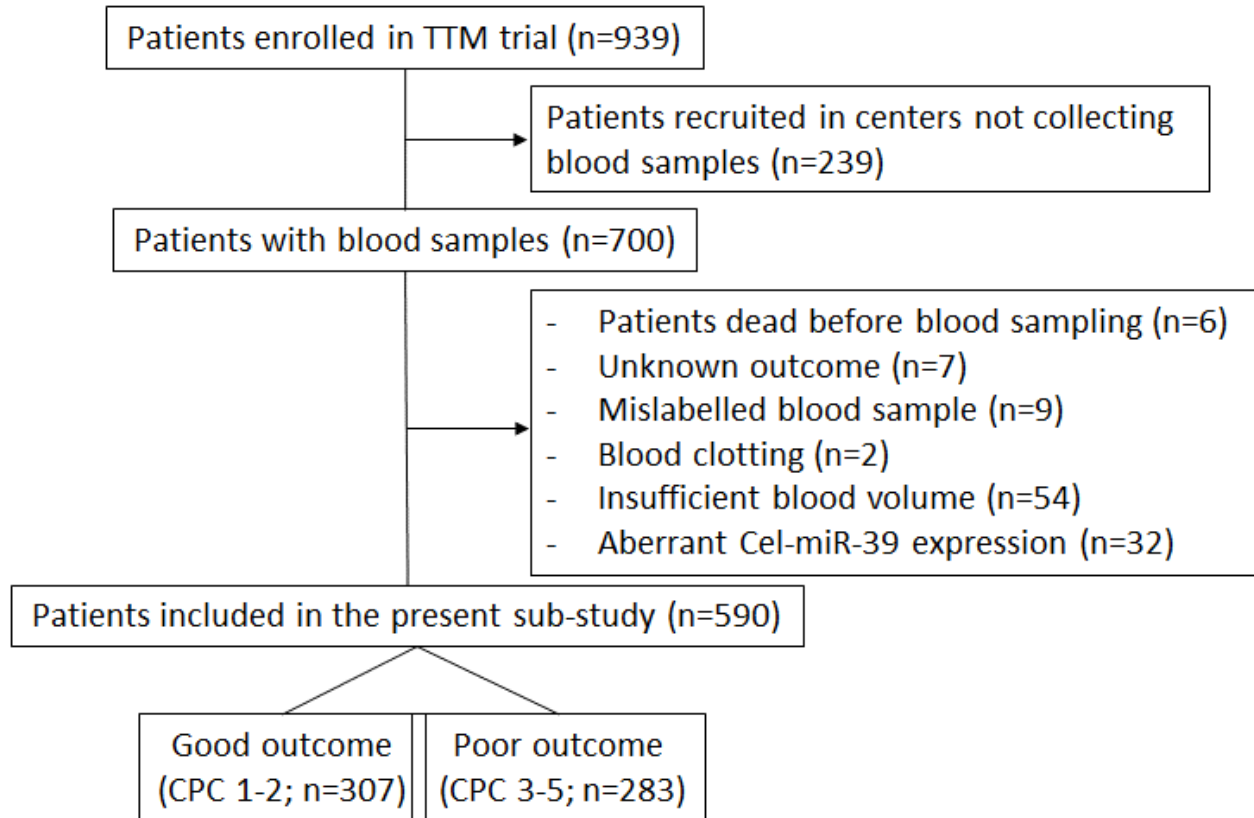 Patients enrolled in TTM trial (n=939)
Patients recruited in centers not collecting
blood samples (n=239)
Patients with blood samples (n=700)
- Patients dead before blood sampling (n=6)
- Unknown outcome (n=7)
- Mislabelled blood sample (n=9)
- Blood clotting (n=2)
- Insufficient blood volume (n=54)
- Aberrant Cel-miR-39 expression (n=32)
Patients included in the present sub-study (n=590)
Good outcome
(CPC 1-2; n=307)
Poor outcome
(CPC 3-5; n=283)